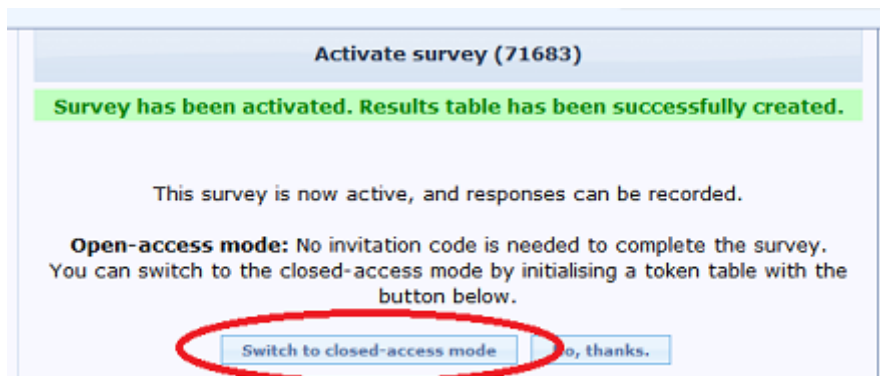 Activate survey (71683)
Survey has been activated. Results table has been successfully created.
This survey is now active, and responses can be recorded.
Open-access mode: No invitation code is needed to complete the survey.
You can switch to the closed-access mode by initialising a token table with the
button below.
Switch to closed-access mode No, thanks.